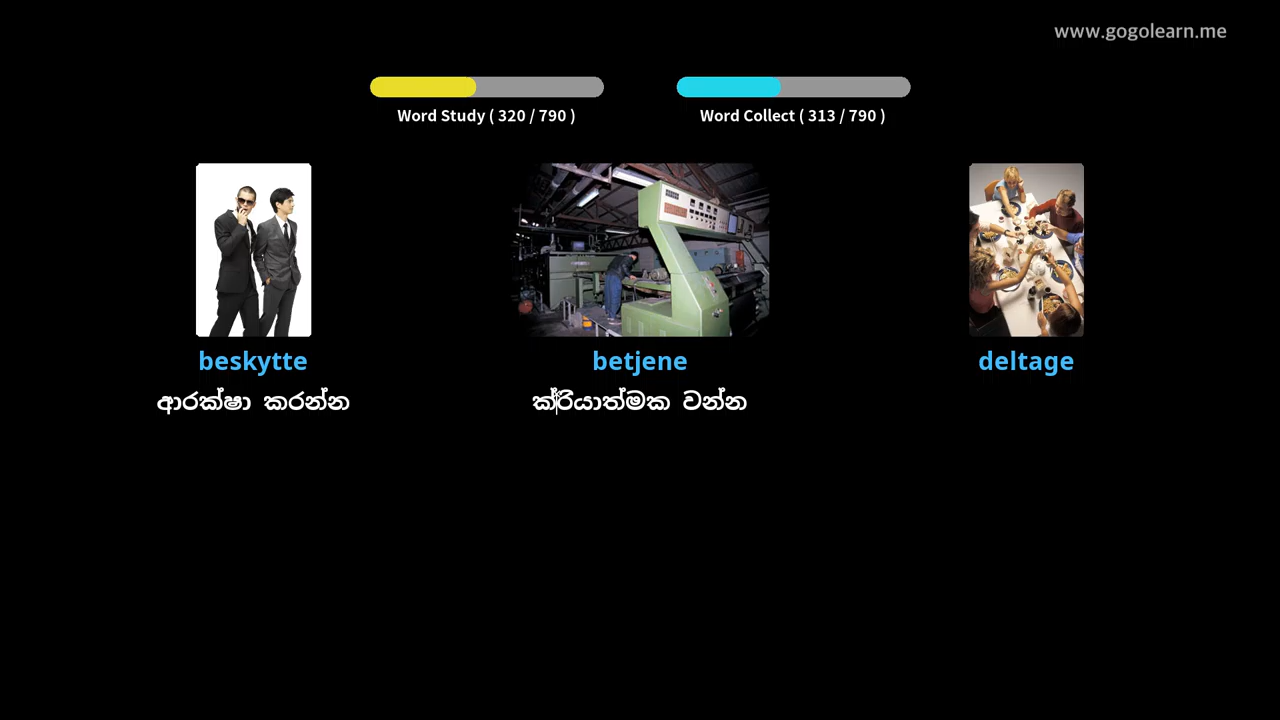 www.gogolearn.me
Word Study ( 320 / 790 )
Word Collect ( 313 / 790 )
beskytte
betjene
deltage
ආරක්ෂා කරන්න
ක්‍රියාත්මක වන්න